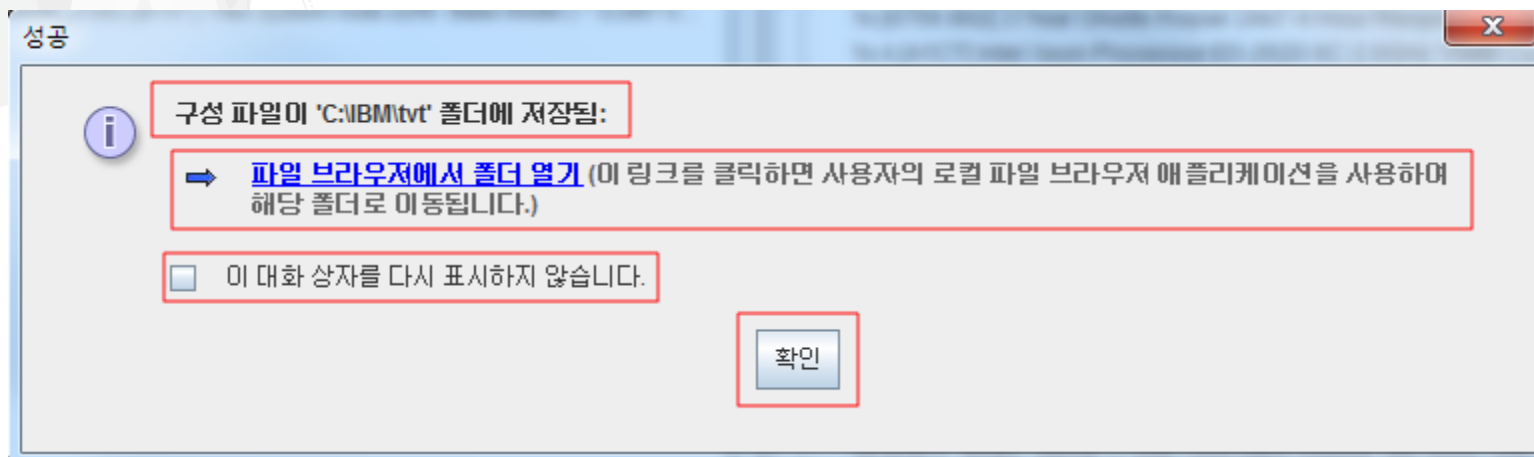 성공
구성 파일이 'C:\IBM\tvt' 폴더에 저장됨:
파일 브라우저에서 폴더 열기 (이 링크를 클릭하면 사용자의 로컬 파일 브라우저 애플리케이션을 사용하여
해당 폴더로 이동됩니다.)
이 대화 상자를 다시 표시하지 않습니다.
확인